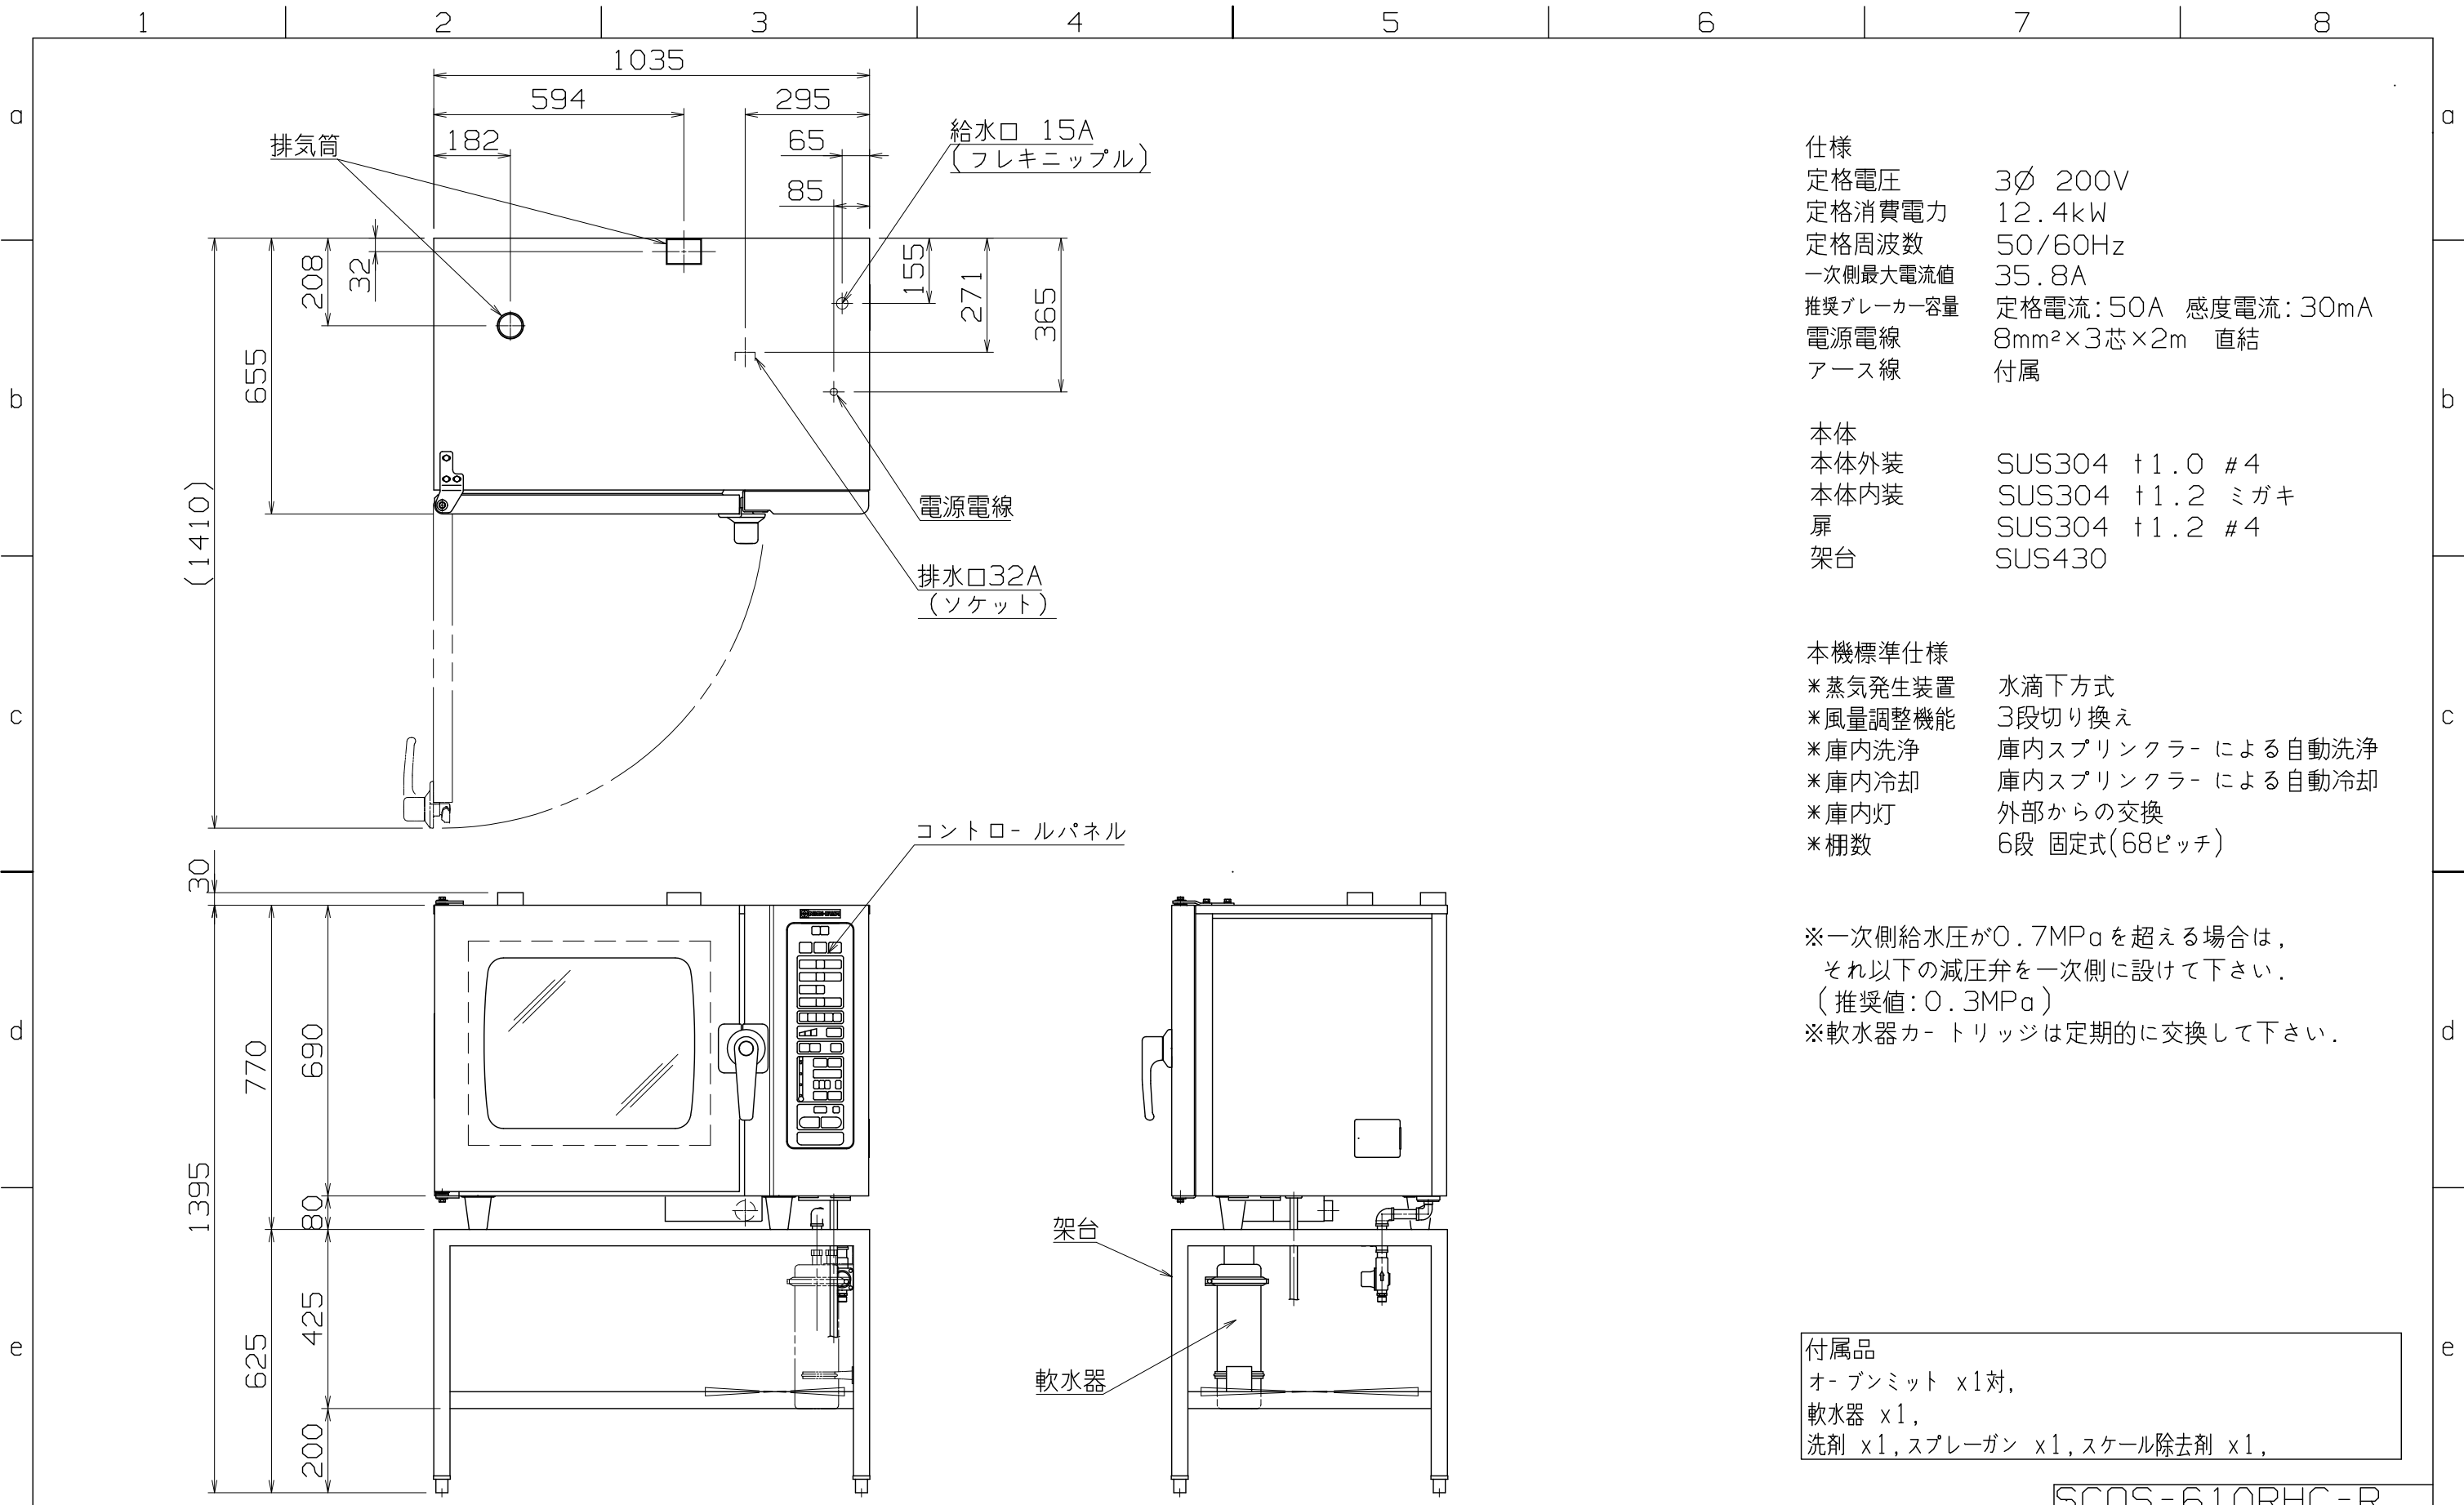 1 2 3 4 5 6 7 8
a
a
b
b
c
c
d
d
e
e
1035
594
295
182
65
85
排気筒
給水口 15A
(フレキニップル)
208
32
155
271
365
655
(1410)
電源電線
排水口32A
(ソケット)
コントロールパネル
30
770
690
1395
80
425
625
200
架台
軟水器
仕様
定格電圧 3Ø 200V
定格消費電力 12.4kW
定格周波数 50/60Hz
一次側最大電流値 35.8A
推奨ブレーカー容量 定格電流:50A 感度電流:30mA
電源電線 8mm²×3芯×2m 直結
アース線 付属
本体
本体外装 SUS304 t1.0 #4
本体内装 SUS304 t1.2 ミガキ
扉 SUS304 t1.2 #4
架台 SUS430
本機標準仕様
*蒸気発生装置 水滴下方式
*風量調整機能 3段切り換え
*庫内洗浄 庫内スプリンクラーによる自動洗浄
*庫内冷却 庫内スプリンクラーによる自動冷却
*庫内灯 外部からの交換
*棚数 6段 固定式(68ピッチ)
※一次側給水圧が0.7MPaを超える場合は,
それ以下の減圧弁を一次側に設けて下さい.
(推奨値:0.3MPa)
※軟水器カートリッジは定期的に交換して下さい.
付属品
オーブンミット x1対,
軟水器 x1,
洗剤 x1,スプレーガン x1,スケール除去剤 x1,
SCOS-610RHC-R